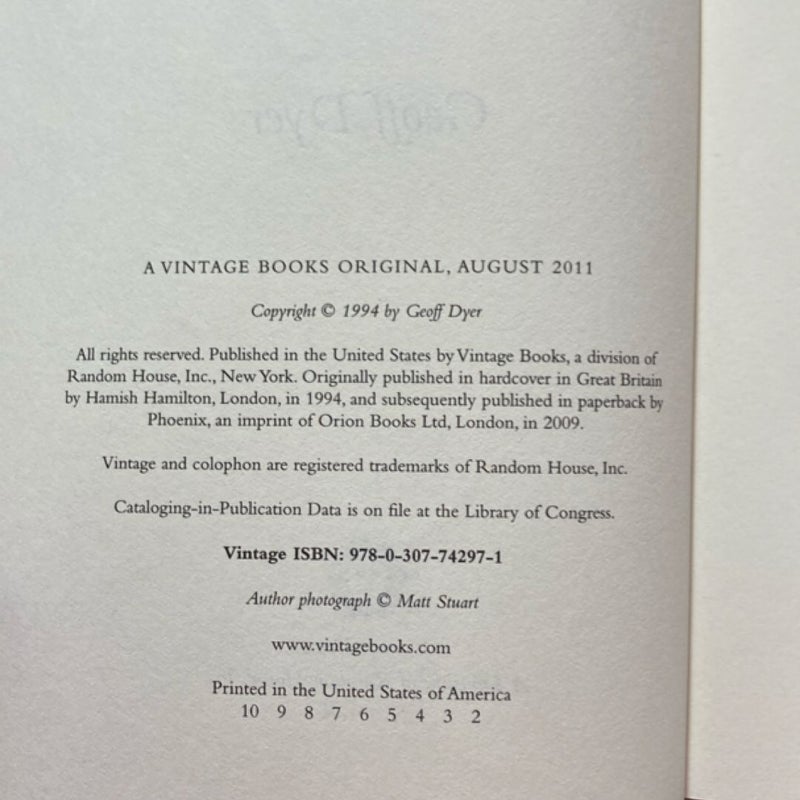 A VINTAGE BOOKS ORIGINAL, AUGUST 2011
Copyright © 1994 by Geoff Dyer
All rights reserved. Published in the United States by Vintage Books, a division of
Random House, Inc., New York. Originally published in hardcover in Great Britain
by Hamish Hamilton, London, in 1994, and subsequently published in paperback by
Phoenix, an imprint of Orion Books Ltd, London, in 2009.
Vintage and colophon are registered trademarks of Random House, Inc.
Cataloging-in-Publication Data is on file at the Library of Congress.
Vintage ISBN: 978-0-307-74297-1
Author photograph © Matt Stuart
www.vintagebooks.com
Printed in the United States of America
10 9 8 7 6 5 4 3 2